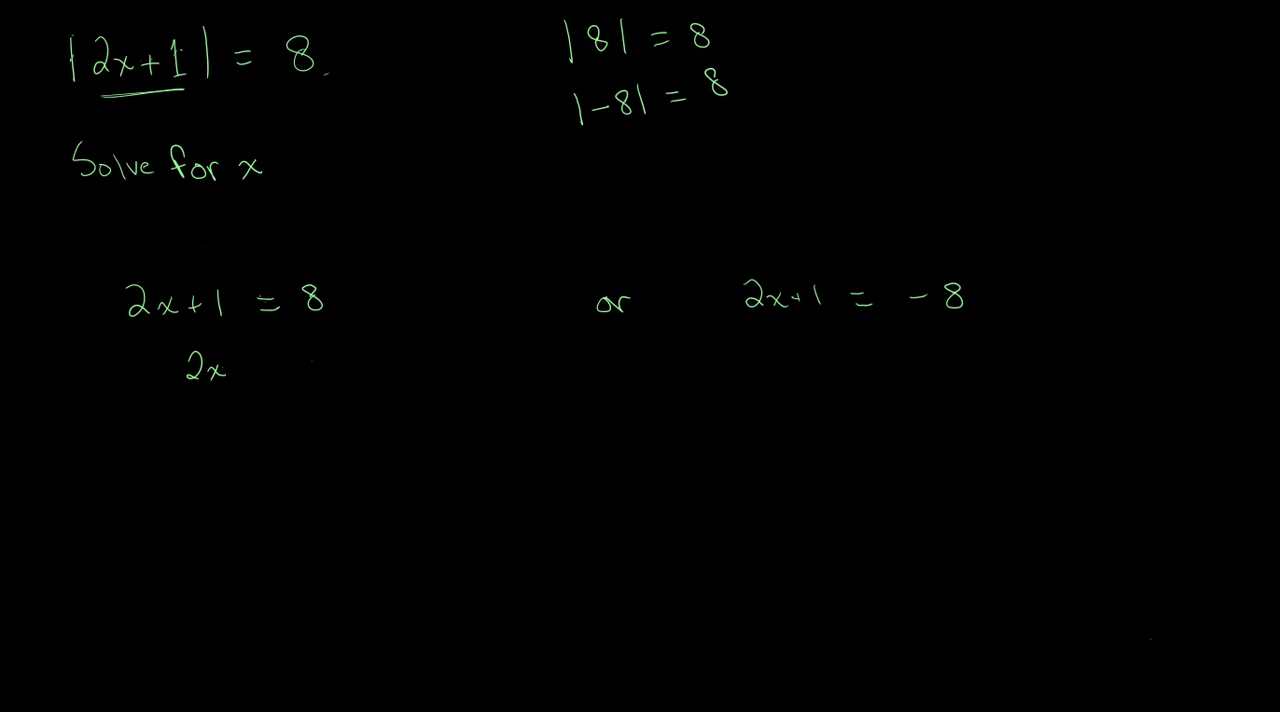 |2x+1| = 8
|8| = 8
|-8| = 8
Solve for x
2x+1 = 8 or 2x+1 = -8
2x